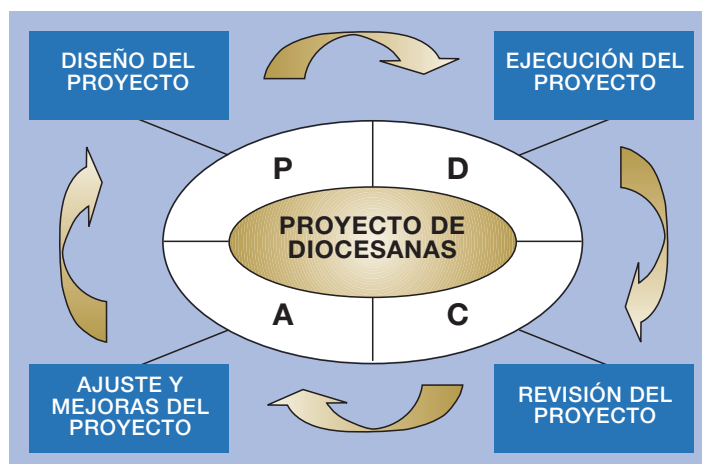 DISEÑO DEL
PROYECTO
EJECUCIÓN DEL
PROYECTO
P
D
PROYECTO DE
DIOCESANAS
A
C
AJUSTE Y
MEJORAS DEL
PROYECTO
REVISIÓN DEL
PROYECTO